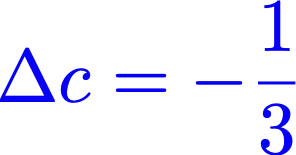 Δc = -1/3